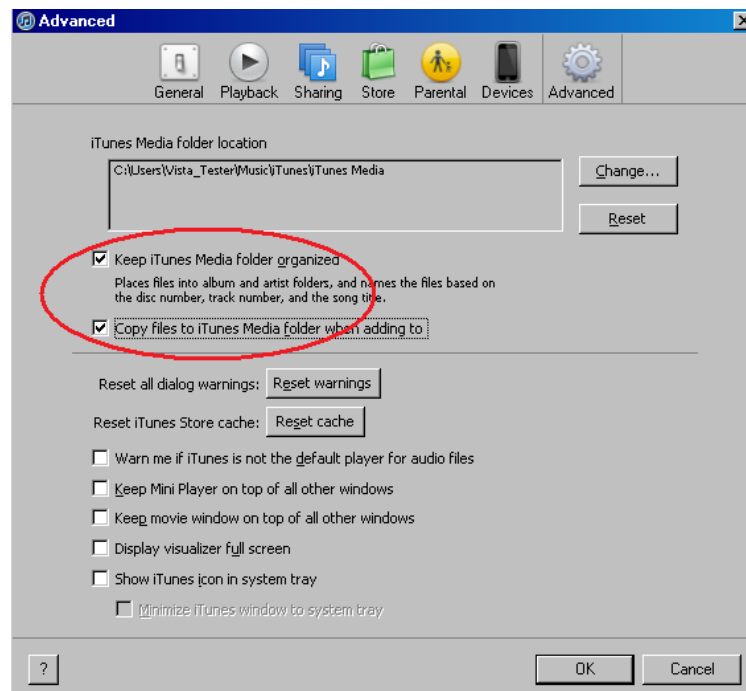 Advanced
General Playback Sharing Store Parental Devices Advanced
iTunes Media folder location
C:\Users\Vista_Tester\Music\iTunes\iTunes Media
Change...
Reset
Keep iTunes Media folder organized
Places files into album and artist folders, and names the files based on
the disc number, track number, and the song title.
Copy files to iTunes Media folder when adding to
Reset all dialog warnings: Reset warnings
Reset iTunes Store cache: Reset cache
Warn me if iTunes is not the default player for audio files
Keep Mini Player on top of all other windows
Keep movie window on top of all other windows
Display visualizer full screen
Show iTunes icon in system tray
Minimize iTunes window to system tray
? OK Cancel